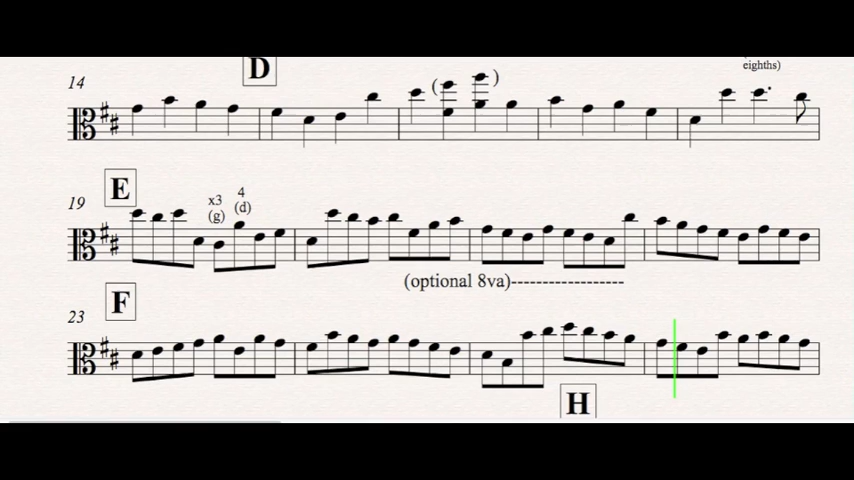 D
eighths)
14
( )
E
19
x3
(g)
4
(d)
(optional 8va)------------------
F
23
H